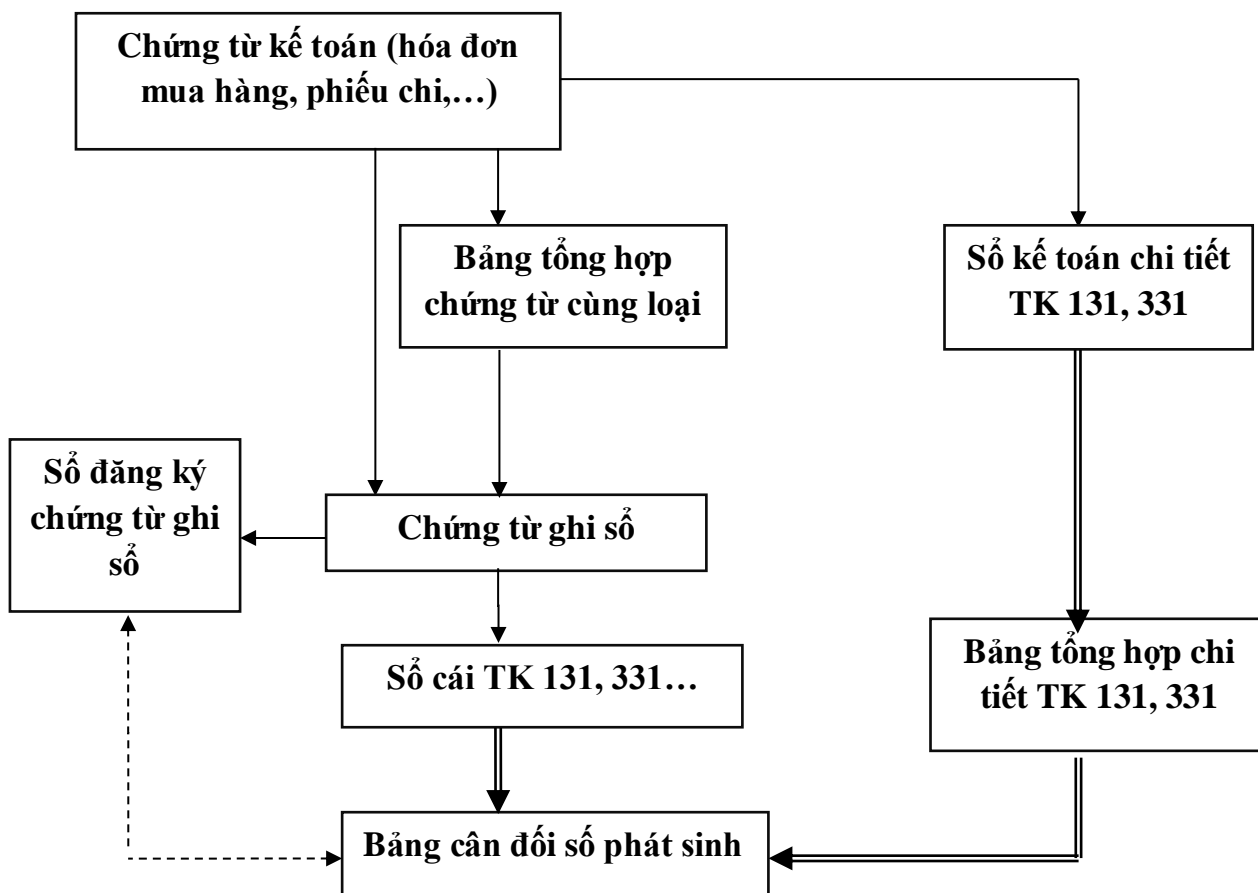 Chứng từ kế toán (hóa đơn
mua hàng, phiếu chi,…)
Bảng tổng hợp
chứng từ cùng loại
Sổ kế toán chi tiết
TK 131, 331
Sổ đăng ký
chứng từ ghi
sổ
Chứng từ ghi sổ
Sổ cái TK 131, 331…
Bảng tổng hợp chi
tiết TK 131, 331
Bảng cân đối số phát sinh